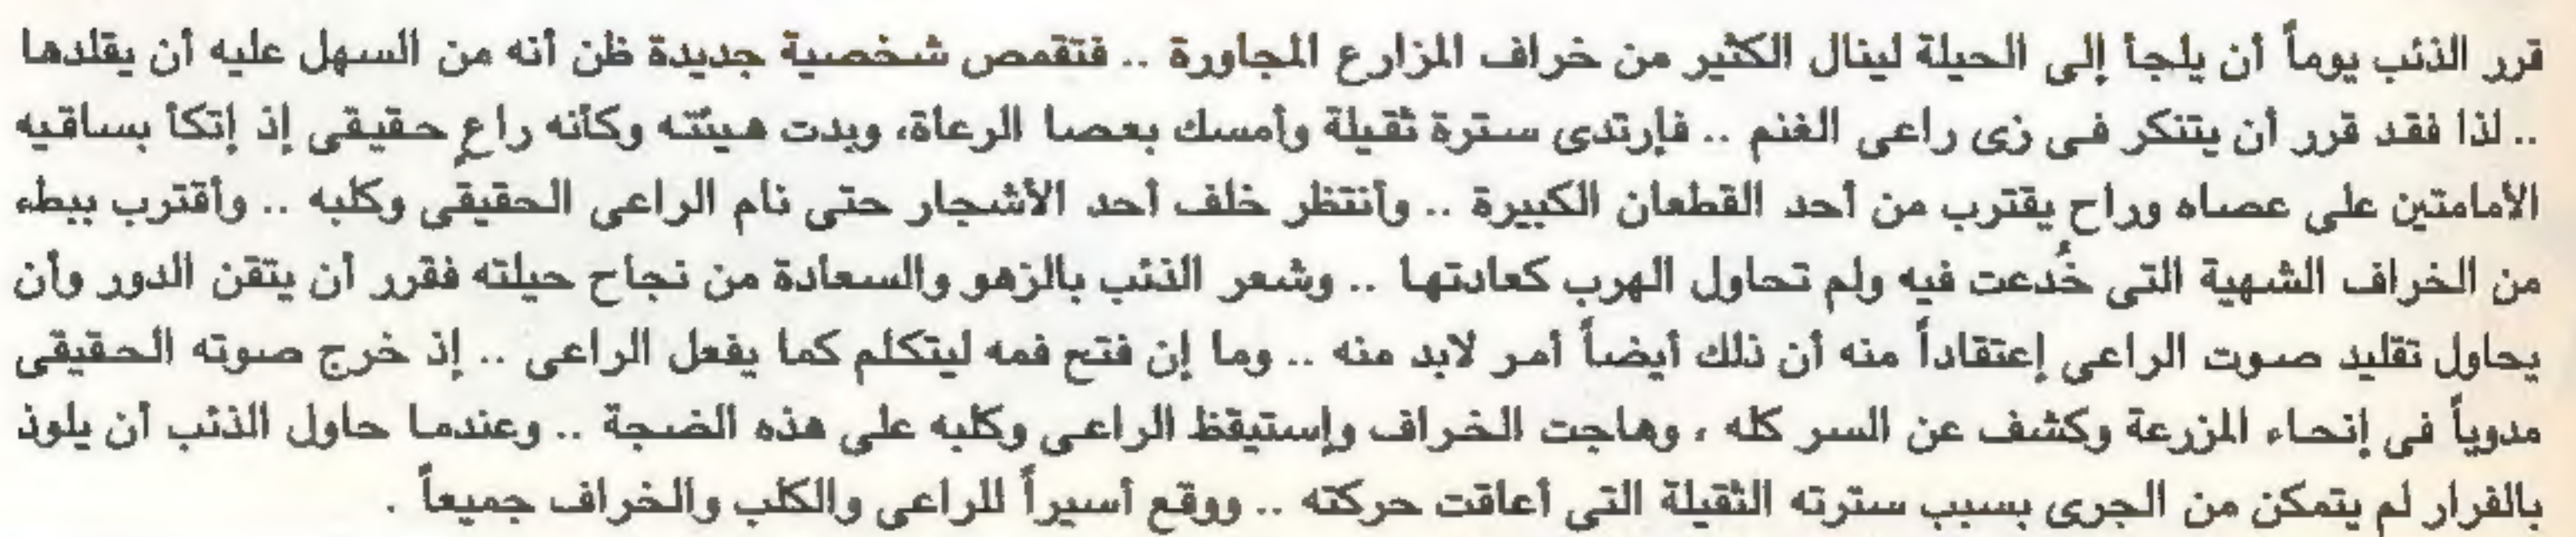 قرر الذئب يوماً أن يلجأ إلى الحيلة لينال الكثير من خراف المزارع المجاورة .. فتقمص شخصية جديدة ظن أنه من السهل عليه أن يقلدها
.. لذا فقد قرر أن يتنكر فى زى راعى الغنم .. فإرتدى سترة ثقيلة وأمسك بعصا الرعاة، وبدت هيئته وكأنه راعٍ حقيقى إذ إتكأ بساقيه
الأمامتين على عصاه وراح يقترب من أحد القطعان الكبيرة .. وأنتظر خلف أحد الأشجار حتى نام الراعى الحقيقى وكلبه .. وأقترب ببطء
من الخراف الشهية التى خُدعت فيه ولم تحاول الهرب كعادتها .. وشعر الذئب بالزهو والسعادة من نجاح حيلته فقرر أن يتقن الدور وأن
يحاول تقليد صوت الراعى إعتقاداً منه أن ذلك أيضاً أمر لابد منه .. وما إن فتح فمه ليتكلم كما يفعل الراعى .. إذ خرج صوته الحقيقى
مدوياً فى إنحاء المزرعة وكشف عن السر كله ، وهاجت الخراف وإستيقظ الراعى وكلبه على هذه الضجة .. وعندما حاول الذئب أن يلوذ
بالفرار لم يتمكن من الجرى بسبب سترته الثقيلة التى أعاقت حركته .. ووقع أسيراً للراعى والكلب والخراف جميعاً .